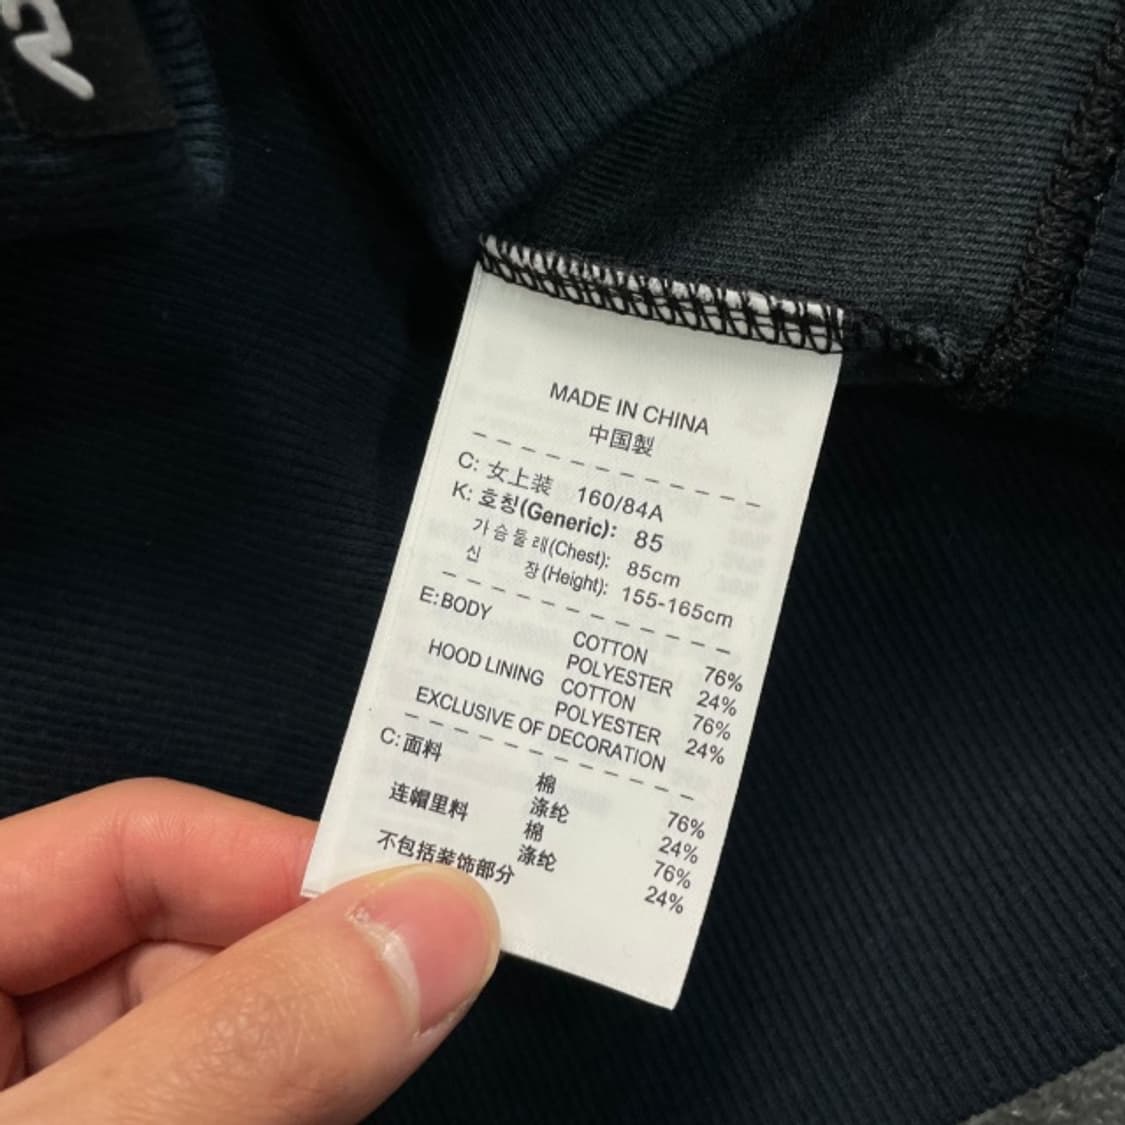 MADE IN CHINA
中国製
C: 女上装 160/84A
K: 호칭(Generic): 85
가슴둘레(Chest): 85cm
신 장(Height): 155-165cm
E:BODY COTTON 76%
POLYESTER 24%
HOOD LINING COTTON 76%
POLYESTER 24%
EXCLUSIVE OF DECORATION
C:面料 棉 76%
涤纶 24%
连帽里料 棉 76%
涤纶 24%
不包括装饰部分